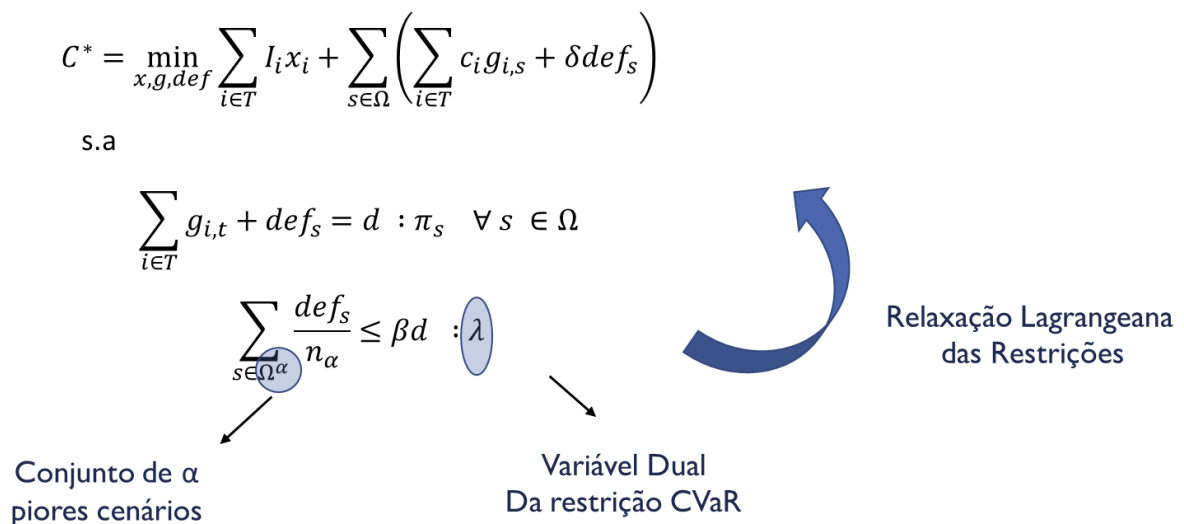 C* = min_{x,g,def} ∑_{i∈T} I_i x_i + ∑_{s∈Ω} ( ∑_{i∈T} c_i g_{i,s} + δdef_s )
s.a
∑_{i∈T} g_{i,t} + def_s = d : π_s ∀ s ∈ Ω
∑_{s∈Ω^α} def_s / n_α ≤ βd : λ
Relaxação Lagrangeana
das Restrições
Conjunto de α
piores cenários
Variável Dual
Da restrição CVaR